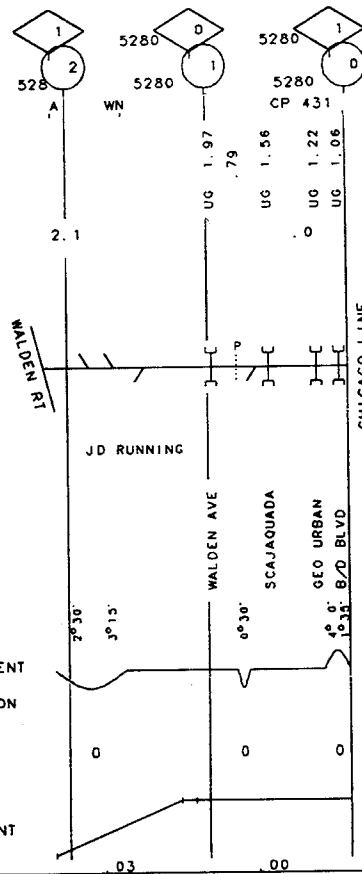 1 0 1
5280 5280
2 1 0
528 5280 5280
A WN CP 431
UG 1.97
.79
UG 1.56
UG 1.22
UG 1.06
2.1 .0
P
WALDEN RT
CHICAGO LINE
JD RUNNING
WALDEN AVE
SCAJAQUADA
GEO URBAN
B/D BLVD
2°30'
3°15'
0°30'
4°0'
1°35'
ENT
ON
0 0 0
ENT
.03 .00